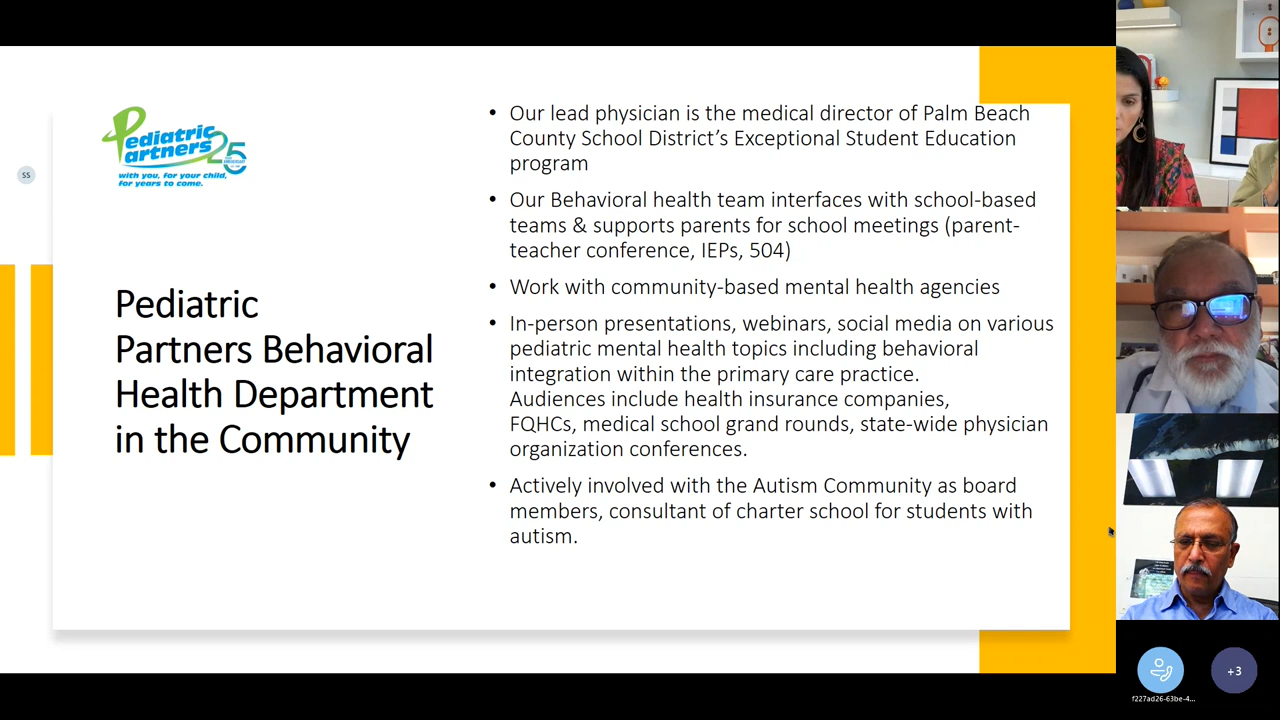 Pediatric
Partners 25
with you, for your child,
for years to come.
SS
Pediatric
Partners Behavioral
Health Department
in the Community
• Our lead physician is the medical director of Palm Beach
County School District’s Exceptional Student Education
program
• Our Behavioral health team interfaces with school-based
teams & supports parents for school meetings (parent-
teacher conference, IEPs, 504)
• Work with community-based mental health agencies
• In-person presentations, webinars, social media on various
pediatric mental health topics including behavioral
integration within the primary care practice.
Audiences include health insurance companies,
FQHCs, medical school grand rounds, state-wide physician
organization conferences.
• Actively involved with the Autism Community as board
members, consultant of charter school for students with
autism.
+3
f227ad26-63be-4...